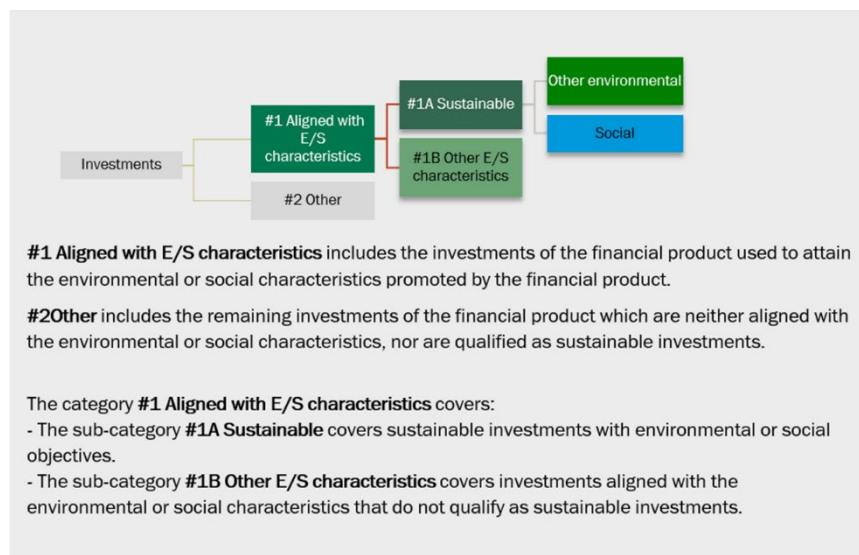 Other environmental
#1A Sustainable
#1 Aligned with
E/S
characteristics
Social
Investments
#1B Other E/S
characteristics
#2 Other
#1 Aligned with E/S characteristics includes the investments of the financial product used to attain
the environmental or social characteristics promoted by the financial product.
#2Other includes the remaining investments of the financial product which are neither aligned with
the environmental or social characteristics, nor are qualified as sustainable investments.
The category #1 Aligned with E/S characteristics covers:
- The sub-category #1A Sustainable covers sustainable investments with environmental or social
objectives.
- The sub-category #1B Other E/S characteristics covers investments aligned with the
environmental or social characteristics that do not qualify as sustainable investments.